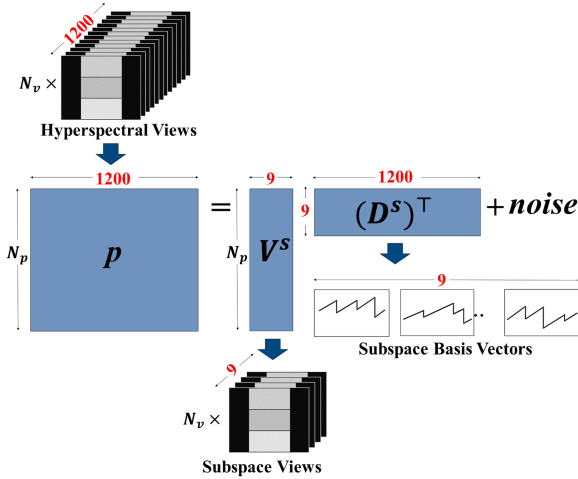 1200
N_v ×
Hyperspectral Views
1200
9
1200
N_p
p
=
N_p
V^s
9
(D^s)^⊤
+ noise
9
..
Subspace Basis Vectors
9
N_v ×
Subspace Views